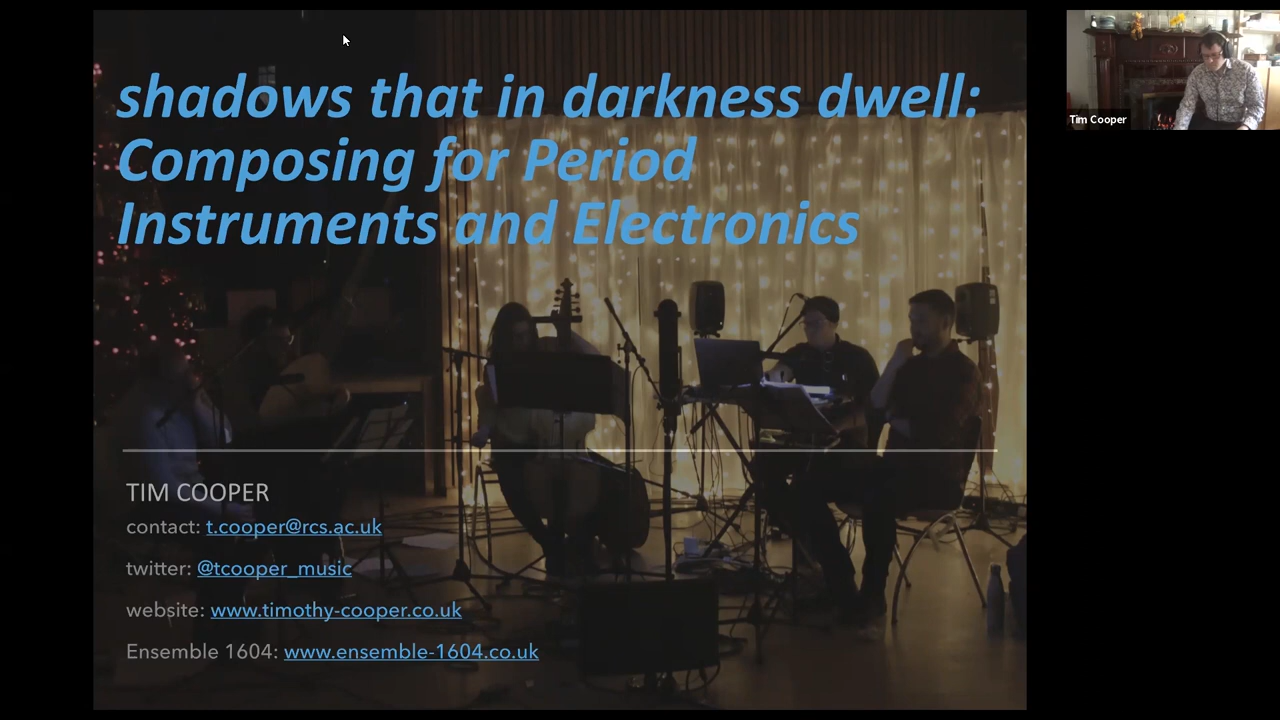 shadows that in darkness dwell:
Composing for Period
Instruments and Electronics
TIM COOPER
contact: t.cooper@rcs.ac.uk
twitter: @tcooper_music
website: www.timothy-cooper.co.uk
Ensemble 1604: www.ensemble-1604.co.uk
Tim Cooper